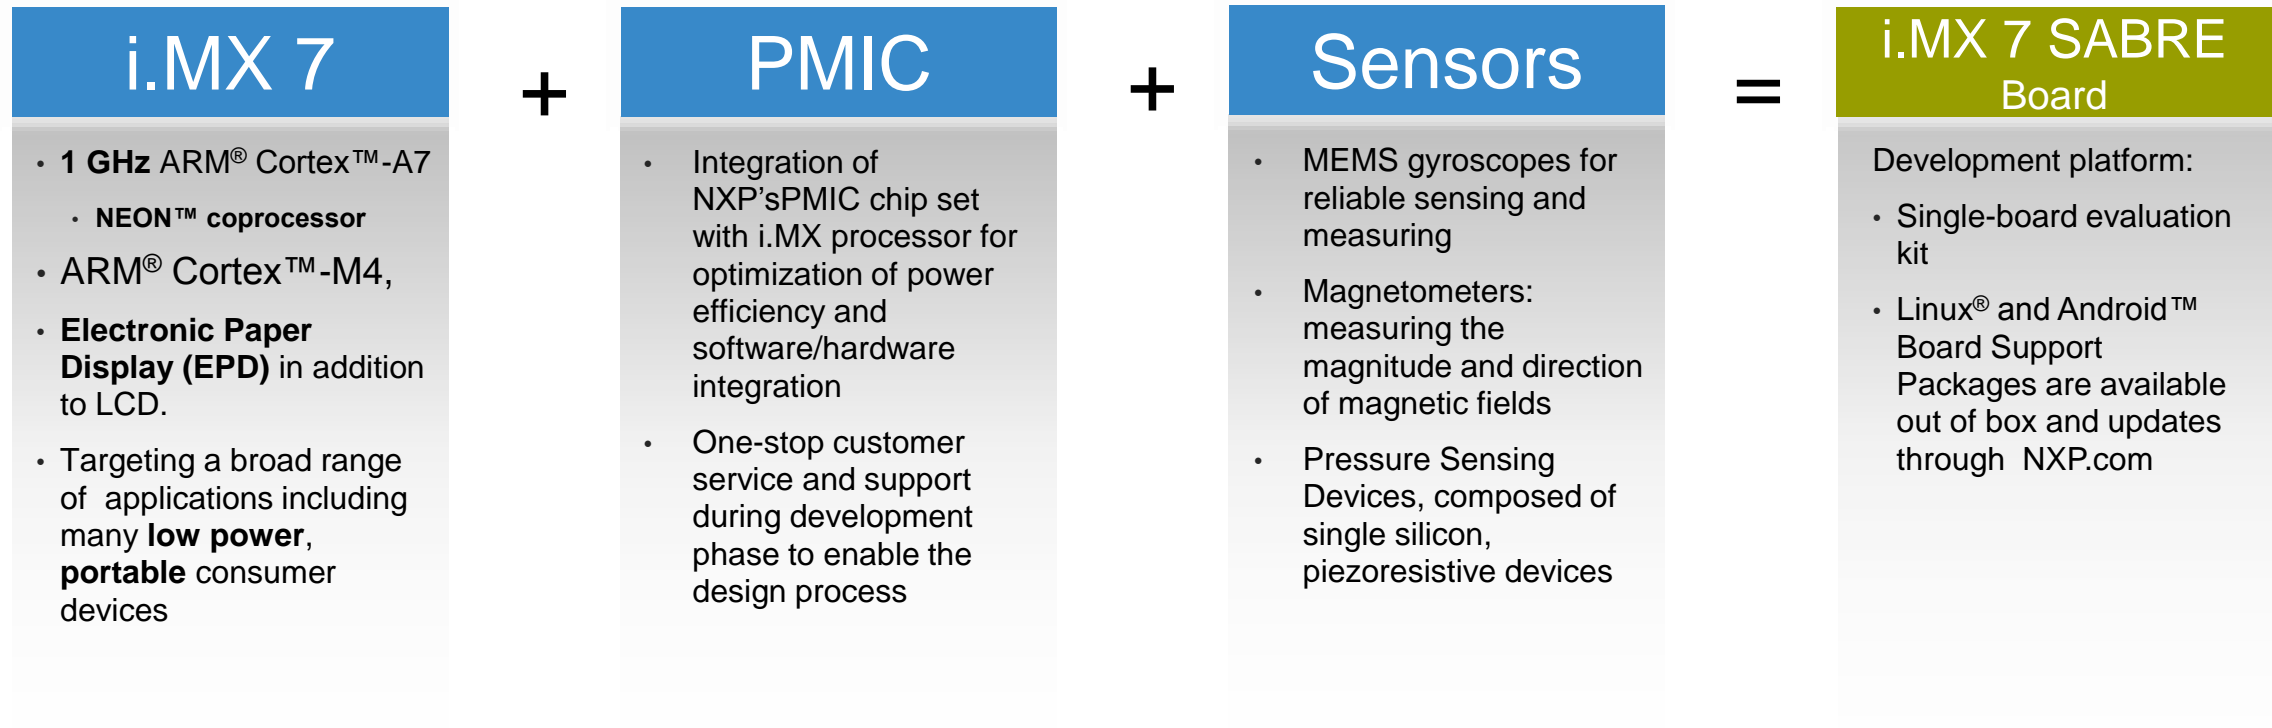 i.MX 7
• 1 GHz ARM® Cortex™-A7
• NEON™ coprocessor
• ARM® Cortex™-M4,
• Electronic Paper
Display (EPD) in addition
to LCD.
• Targeting a broad range
of applications including
many low power,
portable consumer
devices
+
PMIC
• Integration of
NXP'sPMIC chip set
with i.MX processor for
optimization of power
efficiency and
software/hardware
integration
• One-stop customer
service and support
during development
phase to enable the
design process
+
Sensors
• MEMS gyroscopes for
reliable sensing and
measuring
• Magnetometers:
measuring the
magnitude and direction
of magnetic fields
• Pressure Sensing
Devices, composed of
single silicon,
piezoresistive devices
=
i.MX 7 SABRE
Board
Development platform:
• Single-board evaluation
kit
• Linux® and Android™
Board Support
Packages are available
out of box and updates
through NXP.com